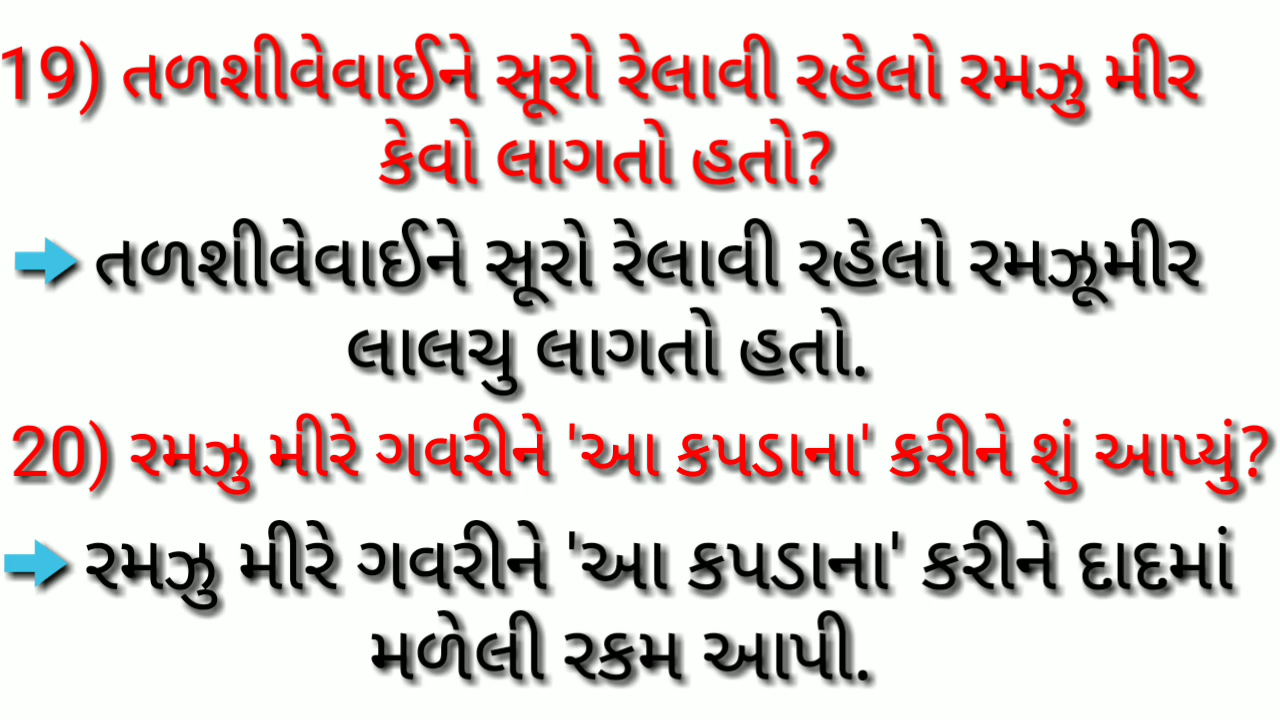 19) તળશીવેવાઈને સૂરો રેલાવી રહેલો રમઝુ મીર
કેવો લાગતો હતો?
તળશીવેવાઈને સૂરો રેલાવી રહેલો રમઝૂમીર
લાલચુ લાગતો હતો.
20) રમઝુ મીરે ગવરીને 'આ કપડાના' કરીને શું આપ્યું?
રમઝુ મીરે ગવરીને 'આ કપડાના' કરીને દાદમાં
મળેલી રકમ આપી.